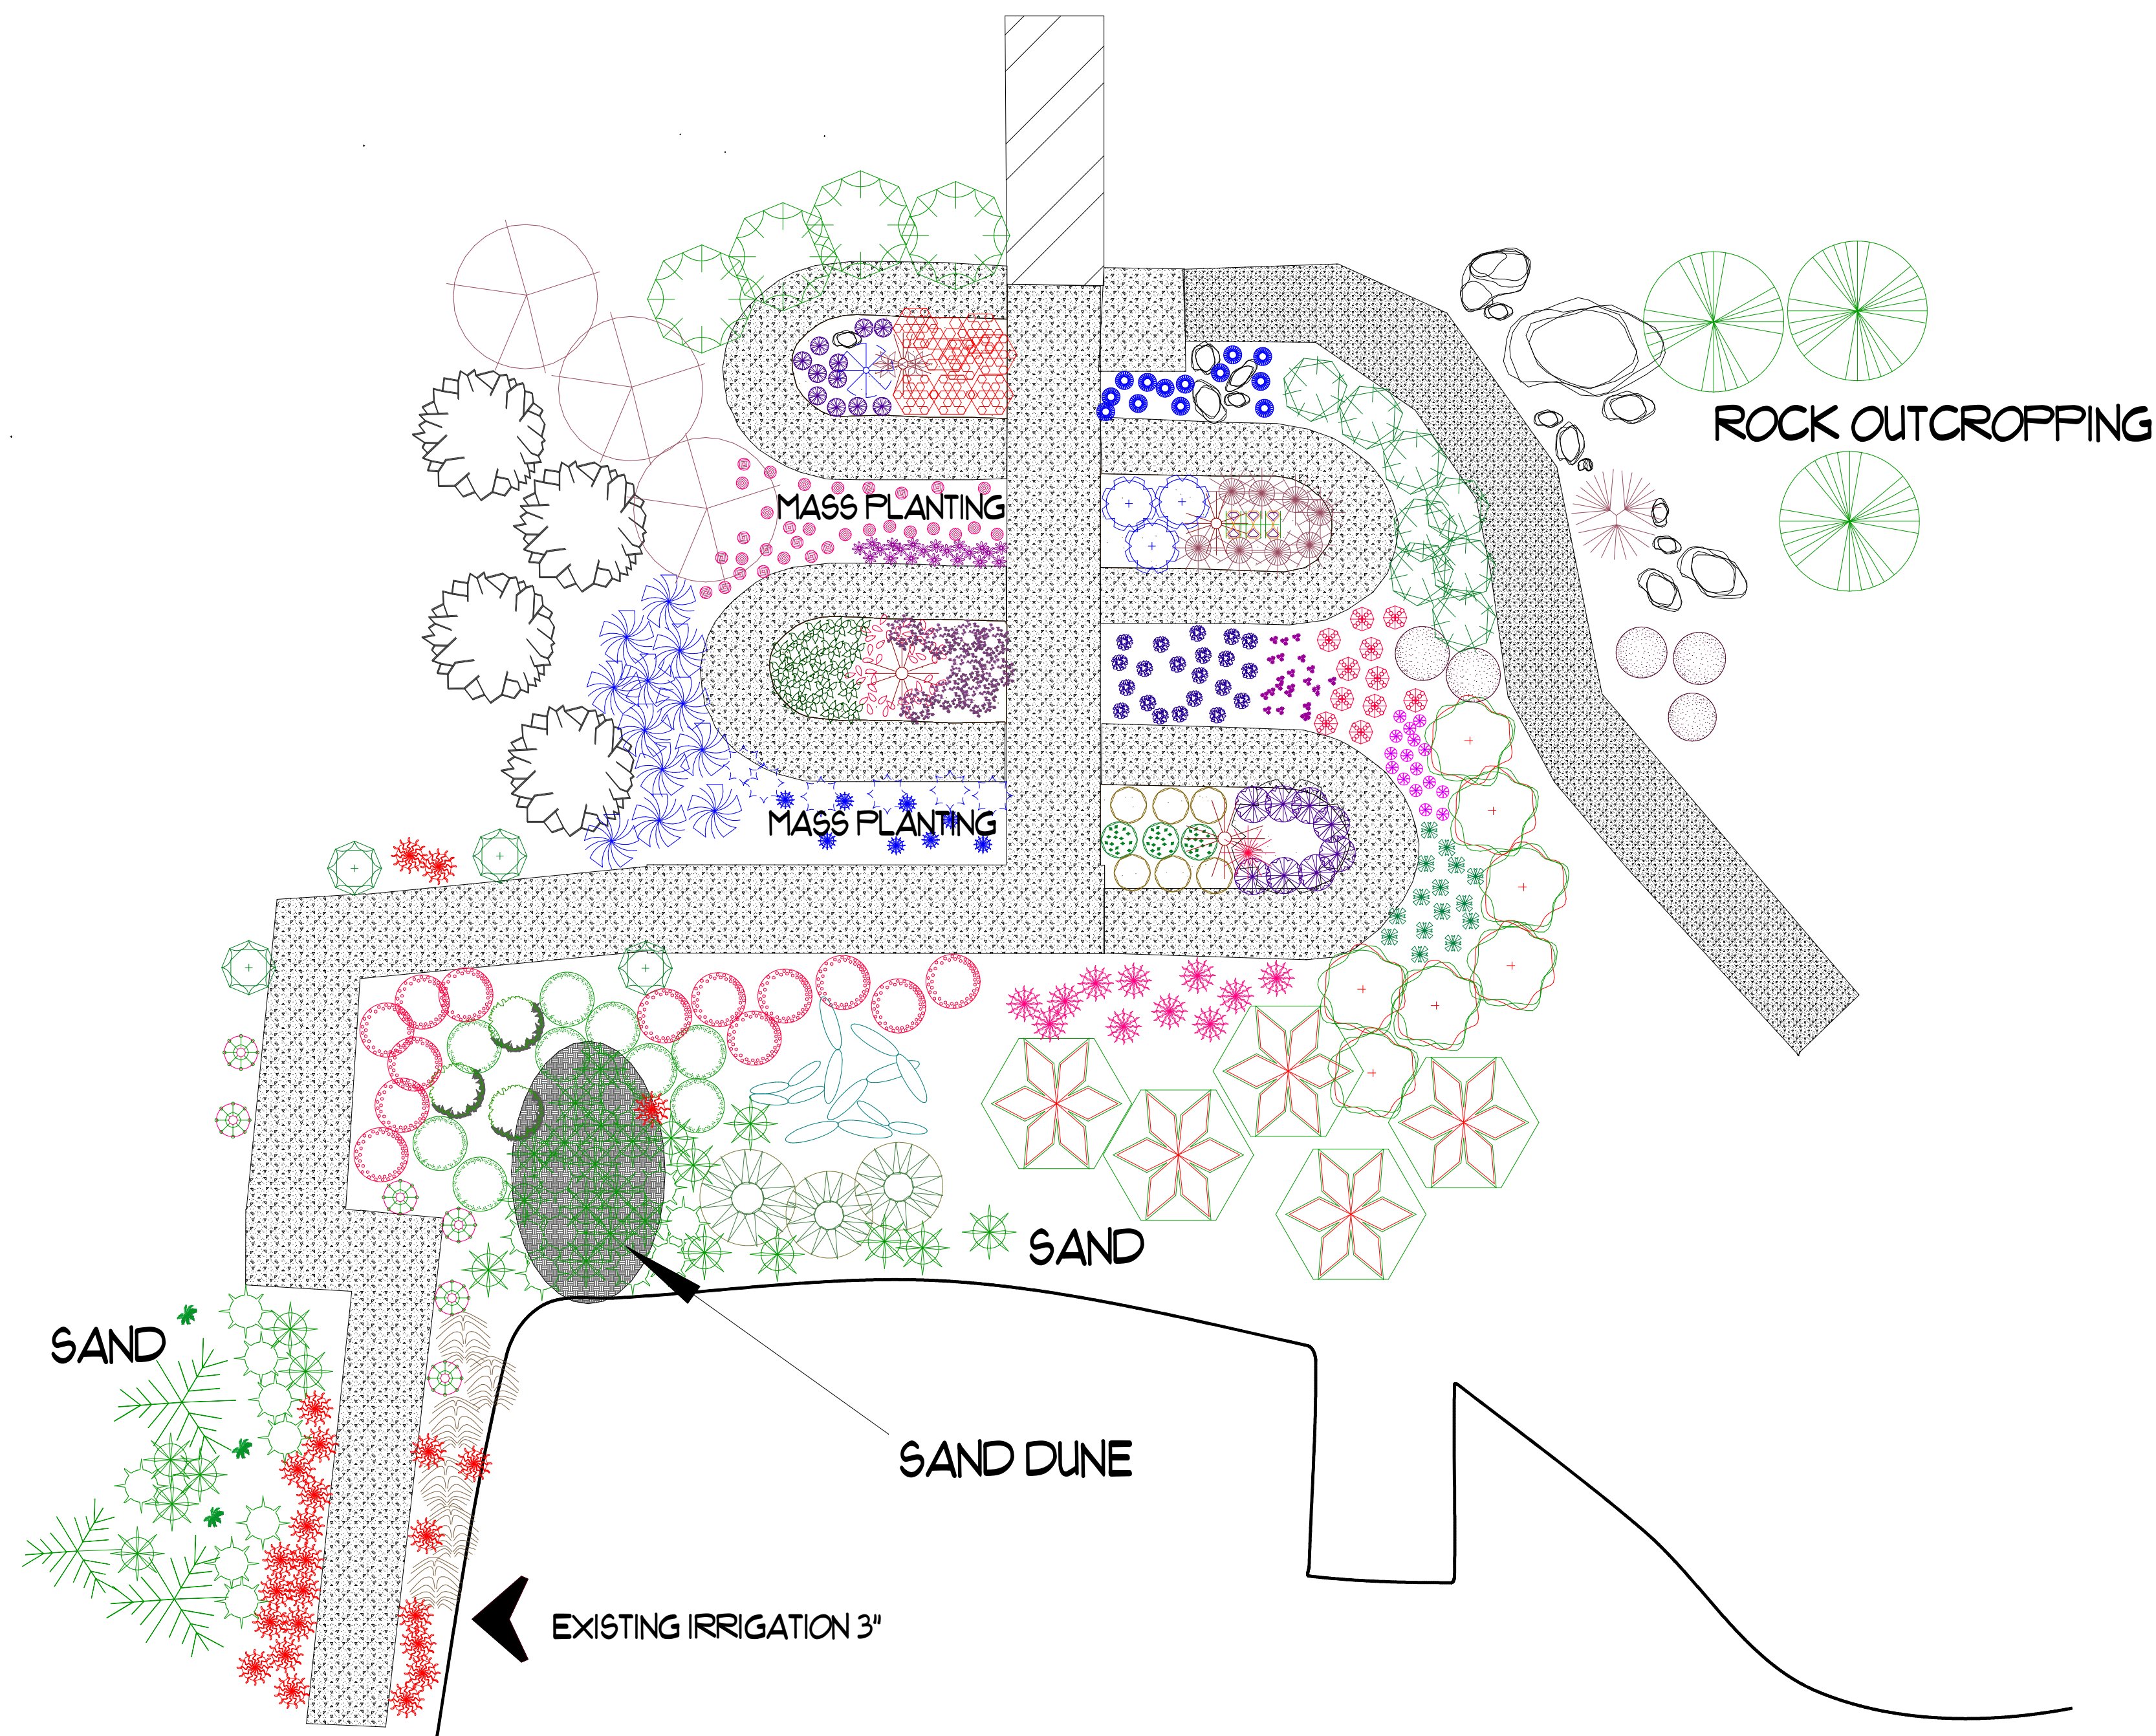 ROCK OUTCROPPING
MASS PLANTING
MASS PLANTING
SAND
SAND
SAND DUNE
EXISTING IRRIGATION 3"